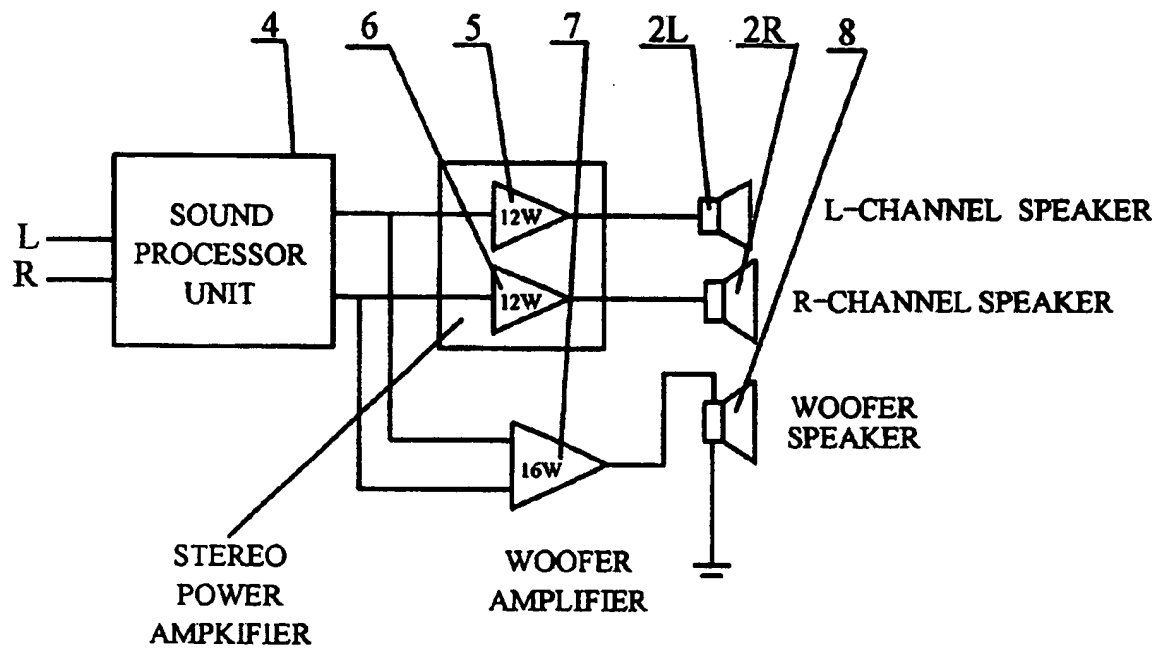 4
6
5
7
2L
2R
8
SOUND
PROCESSOR
UNIT
L
R
12W
12W
16W
L-CHANNEL SPEAKER
R-CHANNEL SPEAKER
WOOFER
SPEAKER
STEREO
POWER
AMPKIFIER
WOOFER
AMPLIFIER